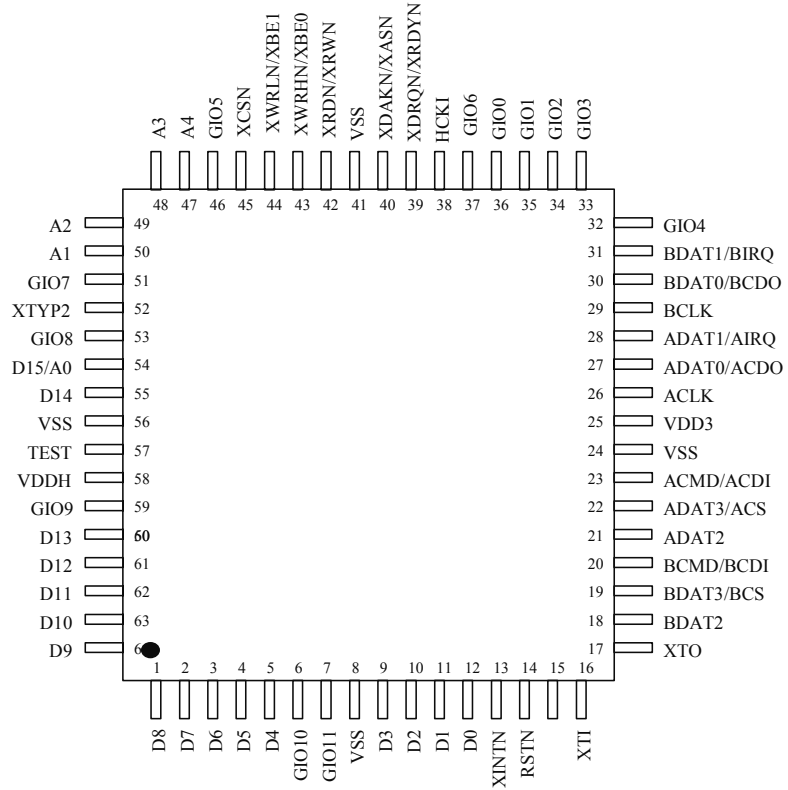 A3
A4
GIO5
XCSN
XWRLN/XBE1
XWRHN/XBE0
XRDN/XRWN
VSS
XDAKN/XASN
XDRQN/XRDYN
HCKI
GIO6
GIO0
GIO1
GIO2
GIO3
48 47 46 45 44 43 42 41 40 39 38 37 36 35 34 33
A2 49
A1 50
GIO7 51
XTYP2 52
GIO8 53
D15/A0 54
D14 55
VSS 56
TEST 57
VDDH 58
GIO9 59
D13 60
D12 61
D11 62
D10 63
D9 6
32 GIO4
31 BDAT1/BIRQ
30 BDAT0/BCDO
29 BCLK
28 ADAT1/AIRQ
27 ADAT0/ACDO
26 ACLK
25 VDD3
24 VSS
23 ACMD/ACDI
22 ADAT3/ACS
21 ADAT2
20 BCMD/BCDI
19 BDAT3/BCS
18 BDAT2
17 XTO
1 2 3 4 5 6 7 8 9 10 11 12 13 14 15 16
D8
D7
D6
D5
D4
GIO10
GIO11
VSS
D3
D2
D1
D0
XINTN
RSTN
XTI